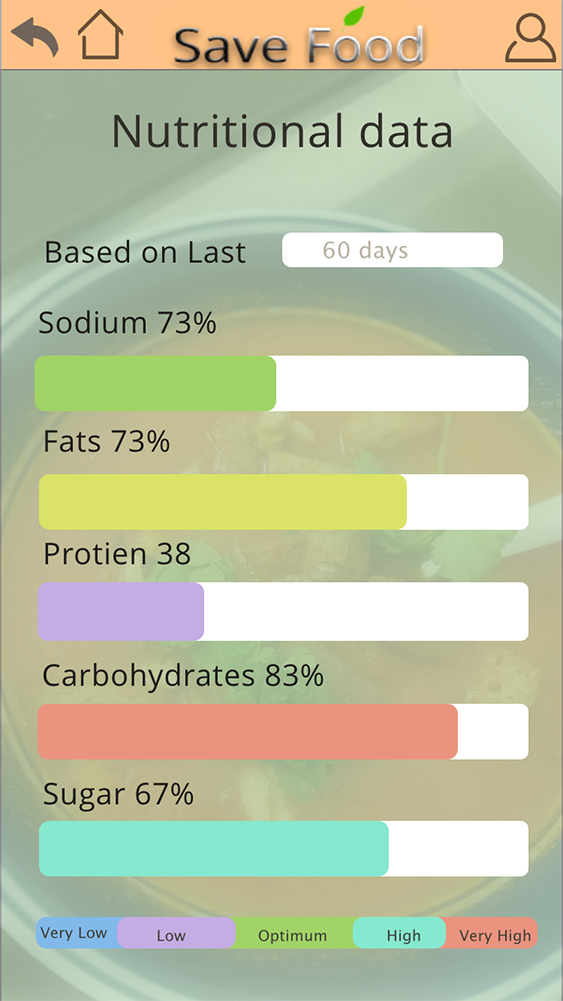 Save Food
Nutritional data
Based on Last 60 days
Sodium 73%
Fats 73%
Protien 38
Carbohydrates 83%
Sugar 67%
Very Low Low Optimum High Very High